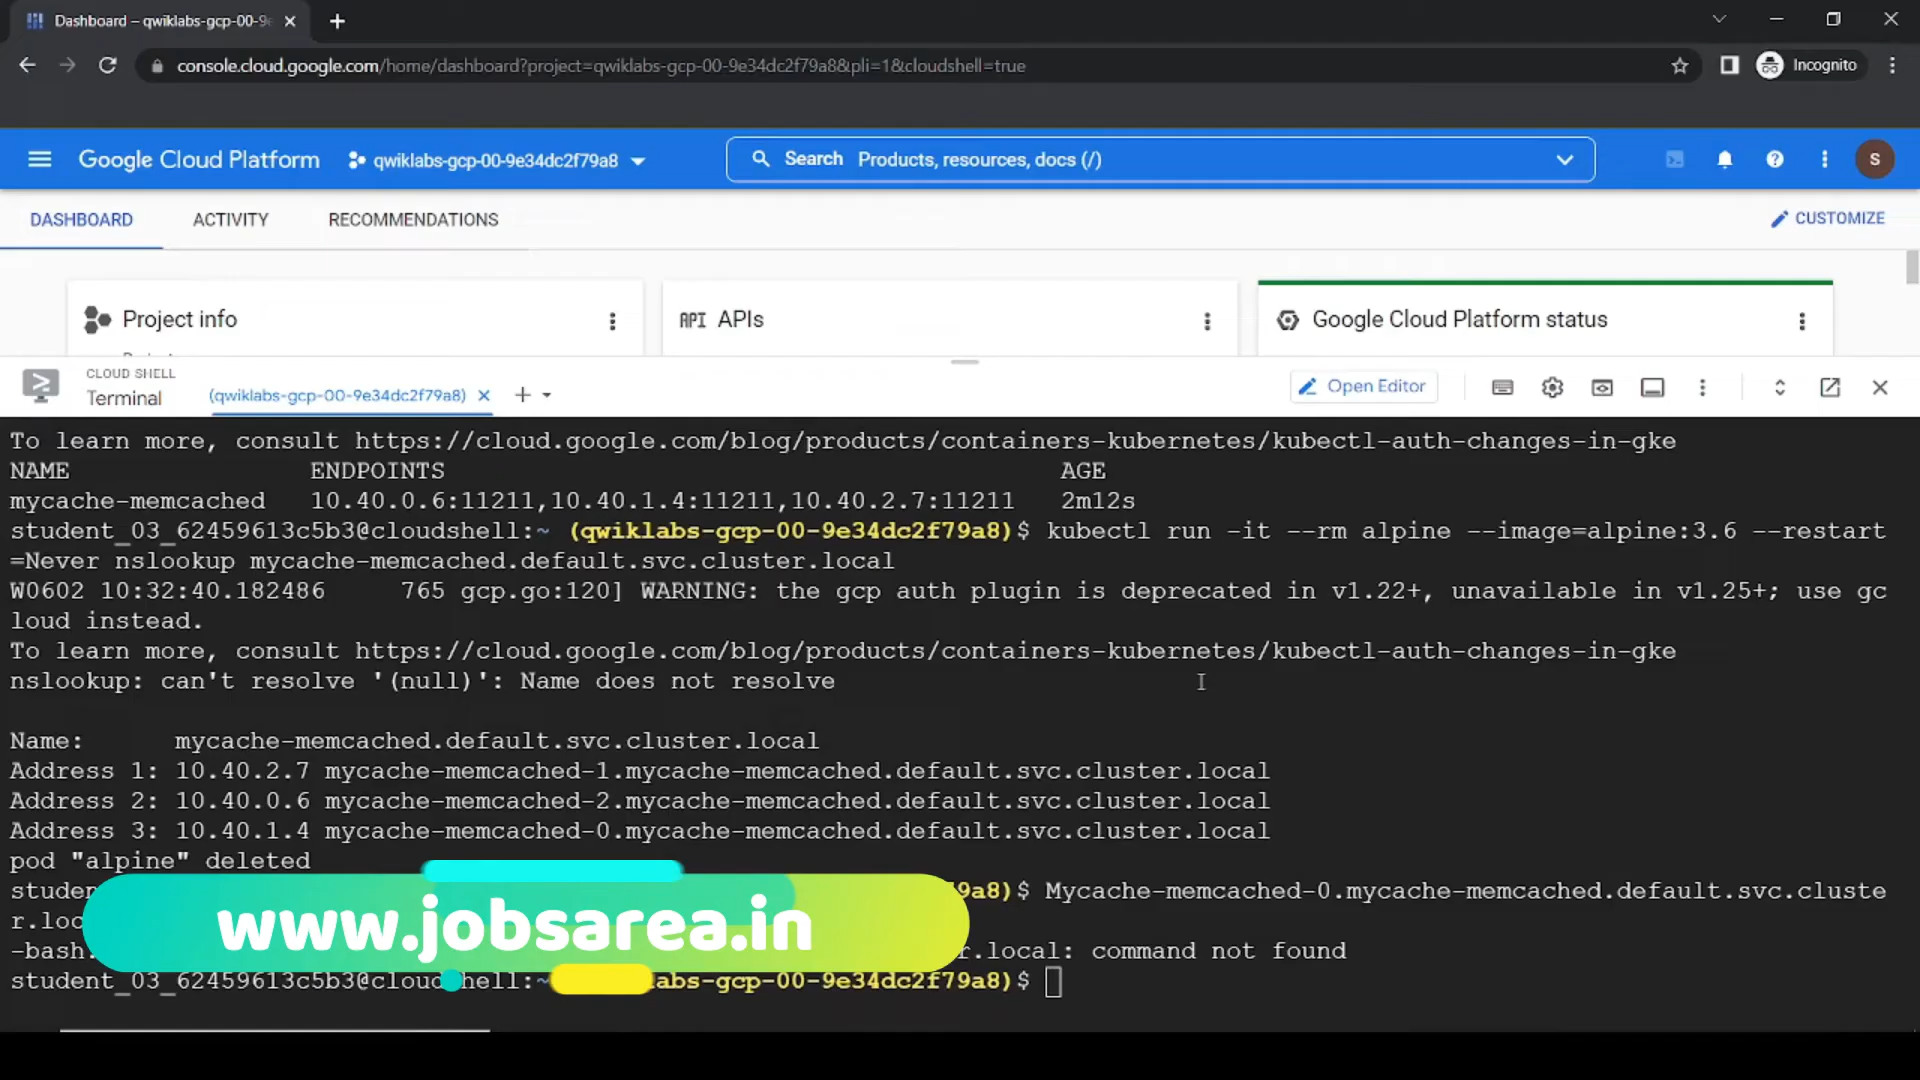 Dashboard – qwiklabs-gcp-00-9e
console.cloud.google.com/home/dashboard?project=qwiklabs-gcp-00-9e34dc2f79a8&pli=1&cloudshell=true
Incognito
Google Cloud Platform
qwiklabs-gcp-00-9e34dc2f79a8
Search Products, resources, docs (/)
S
DASHBOARD
ACTIVITY
RECOMMENDATIONS
CUSTOMIZE
Project info
API APIs
Google Cloud Platform status
CLOUD SHELL
Terminal
(qwiklabs-gcp-00-9e34dc2f79a8)
Open Editor
To learn more, consult https://cloud.google.com/blog/products/containers-kubernetes/kubectl-auth-changes-in-gke
NAME ENDPOINTS AGE
mycache-memcached 10.40.0.6:11211,10.40.1.4:11211,10.40.2.7:11211 2m12s
student_03_62459613c5b3@cloudshell:~ (qwiklabs-gcp-00-9e34dc2f79a8)$ kubectl run -it --rm alpine --image=alpine:3.6 --restart
=Never nslookup mycache-memcached.default.svc.cluster.local
W0602 10:32:40.182486 765 gcp.go:120] WARNING: the gcp auth plugin is deprecated in v1.22+, unavailable in v1.25+; use gc
loud instead.
To learn more, consult https://cloud.google.com/blog/products/containers-kubernetes/kubectl-auth-changes-in-gke
nslookup: can't resolve '(null)': Name does not resolve
Name: mycache-memcached.default.svc.cluster.local
Address 1: 10.40.2.7 mycache-memcached-1.mycache-memcached.default.svc.cluster.local
Address 2: 10.40.0.6 mycache-memcached-2.mycache-memcached.default.svc.cluster.local
Address 3: 10.40.1.4 mycache-memcached-0.mycache-memcached.default.svc.cluster.local
pod "alpine" deleted
studen 9a8)$ Mycache-memcached-0.mycache-memcached.default.svc.cluste
r.loc
www.jobsarea.in
-bash. r.local: command not found
student_03_62459613c5b3@cloud hell:~ labs-gcp-00-9e34dc2f79a8)$